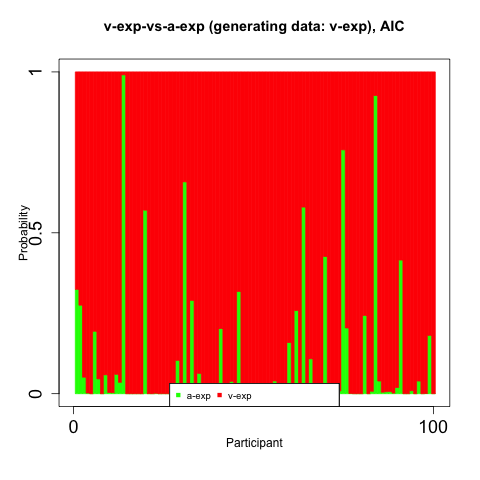 v-exp-vs-a-exp (generating data: v-exp), AIC
1
0.5
0
Probability
a-exp v-exp
0 100
Participant